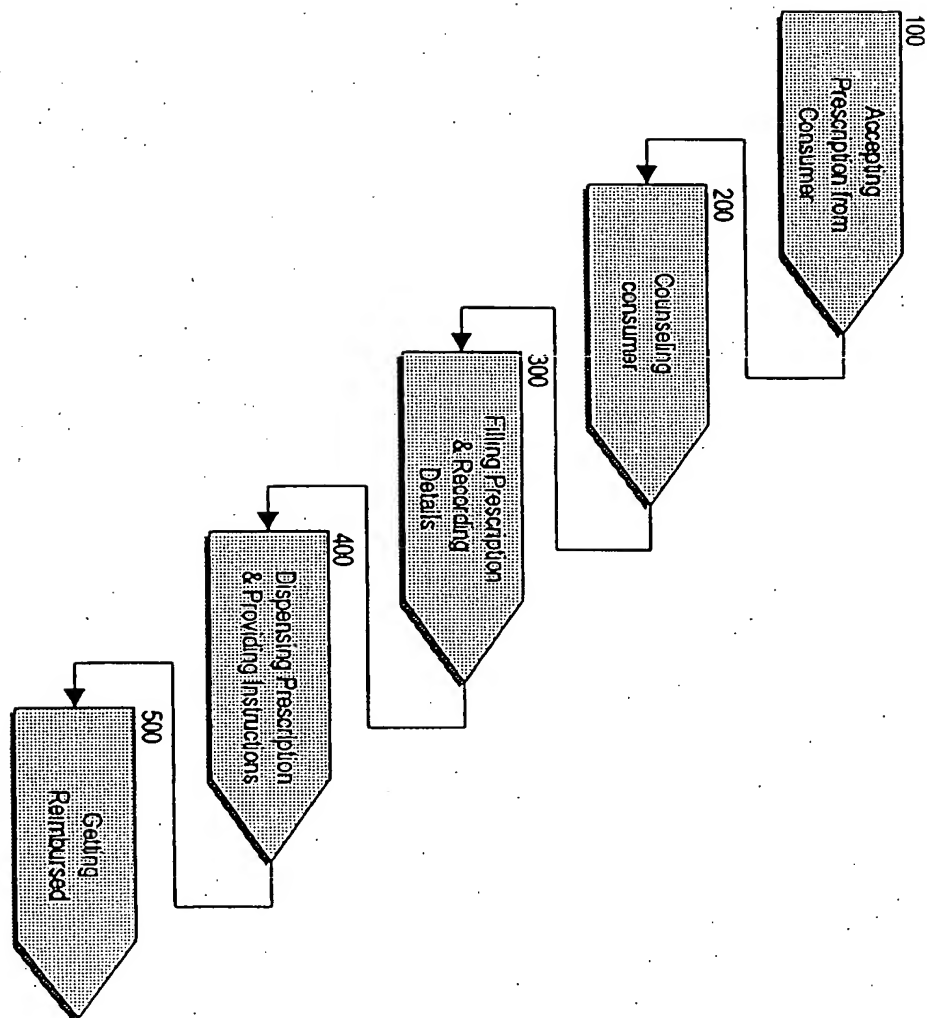 100
Accepting
Prescription from
Consumer
200
Counseling
consumer
300
Filling Prescription
& Recording
Details
400
Dispensing Prescription
& Providing Instructions
500
Getting
Reimbursed